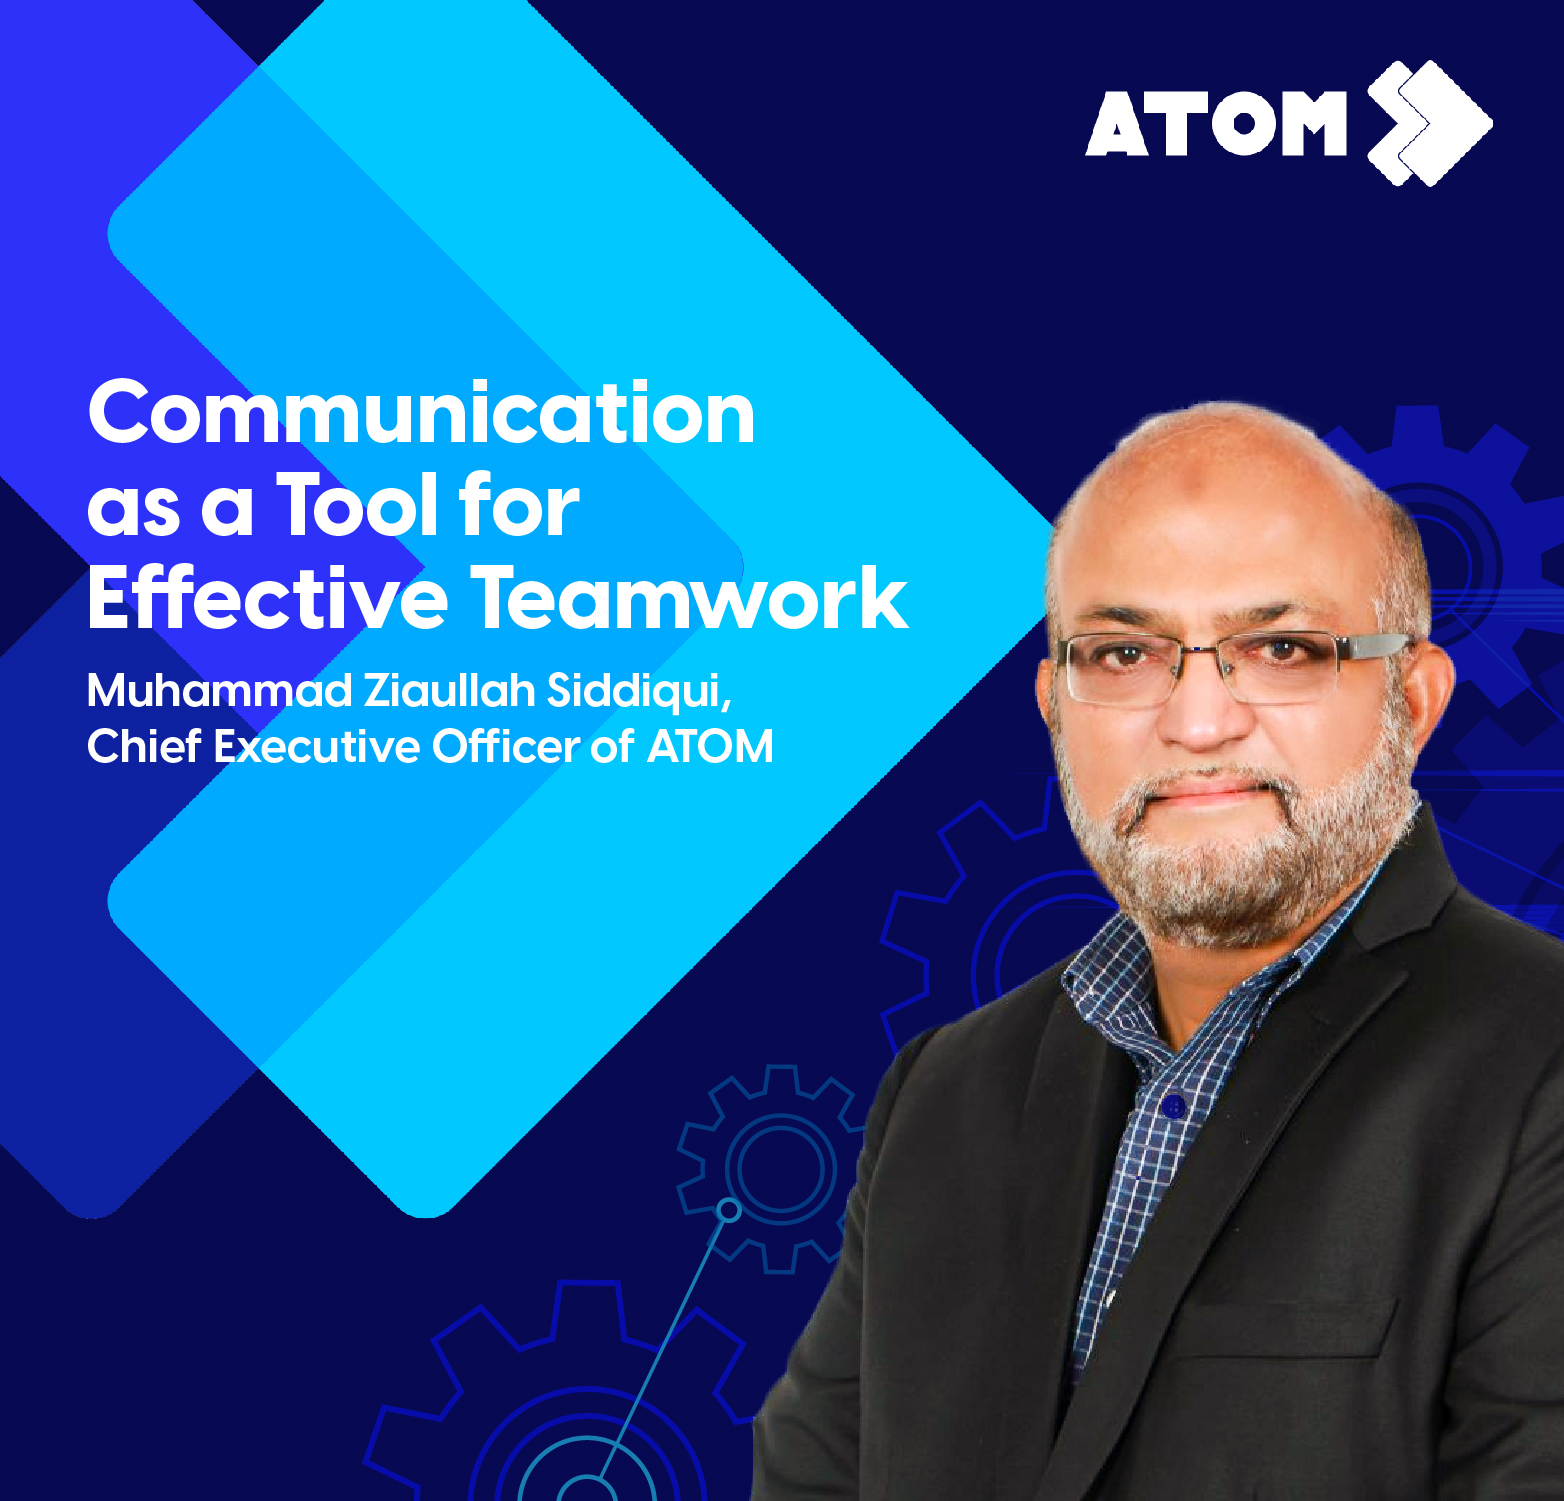 ATOM
Communication
as a Tool for
Effective Teamwork
Muhammad Ziaullah Siddiqui,
Chief Executive Officer of ATOM